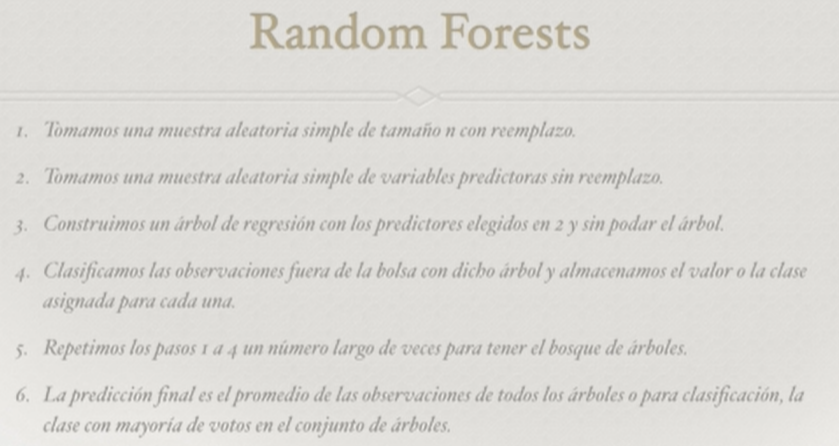 Random Forests
1. Tomamos una muestra aleatoria simple de tamaño n con reemplazo.
2. Tomamos una muestra aleatoria simple de variables predictoras sin reemplazo.
3. Construimos un árbol de regresión con los predictores elegidos en 2 y sin podar el árbol.
4. Clasificamos las observaciones fuera de la bolsa con dicho árbol y almacenamos el valor o la clase
asignada para cada una.
5. Repetimos los pasos 1 a 4 un número largo de veces para tener el bosque de árboles.
6. La predicción final es el promedio de las observaciones de todos los árboles o para clasificación, la
clase con mayoría de votos en el conjunto de árboles.